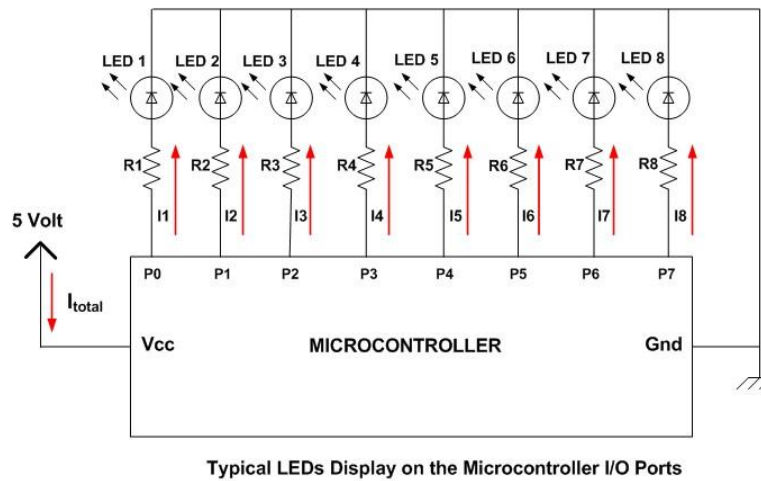 LED 1 LED 2 LED 3 LED 4 LED 5 LED 6 LED 7 LED 8
R1 R2 R3 R4 R5 R6 R7 R8
5 Volt I1 I2 I3 I4 I5 I6 I7 I8
P0 P1 P2 P3 P4 P5 P6 P7
Itotal
Vcc MICROCONTROLLER Gnd
Typical LEDs Display on the Microcontroller I/O Ports